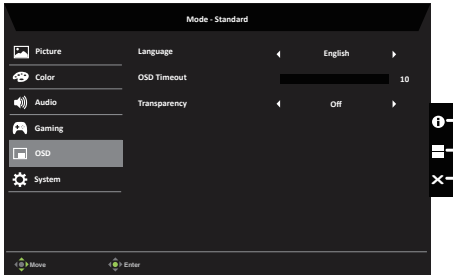 Mode - Standard
Picture
Language
English
Color
OSD Timeout
10
Audio
Transparency
Off
Gaming
OSD
System
Move
Enter